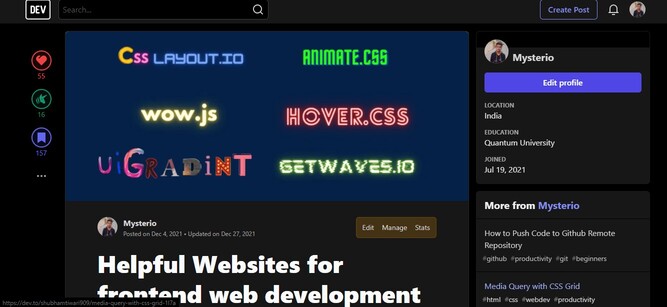 DEV
Search...
Create Post
Css LAYOUT.IO
ANIMATE.CSS
wow.js
HOVER.CSS
UiGRADiNT
GETWAVES.IO
55
16
157
Mysterio
Posted on Dec 4, 2021 • Updated on Dec 27, 2021
Edit Manage Stats
Helpful Websites for
frontend web development
Mysterio
Edit profile
LOCATION
India
EDUCATION
Quantum University
JOINED
Jul 19, 2021
More from Mysterio
How to Push Code to Github Remote
Repository
#github #productivity #git #beginners
Media Query with CSS Grid
#html #css #webdev #productivity
https://dev.to/shubhamtiwari909/media-query-with-css-grid-1l7a